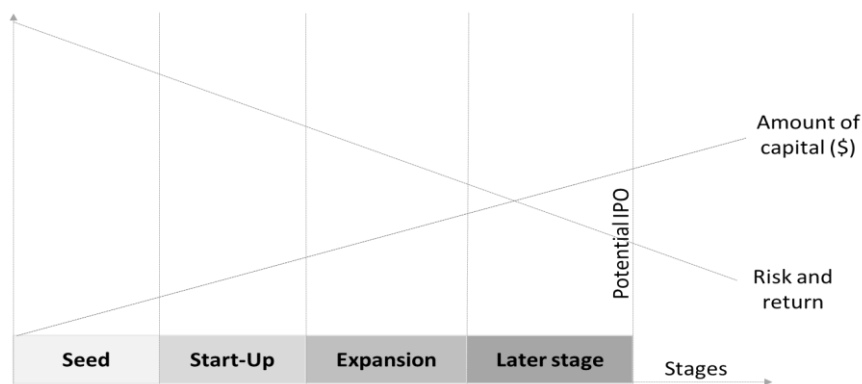 Amount of
capital ($)
Potential IPO
Risk and
return
Seed
Start-Up
Expansion
Later stage
Stages